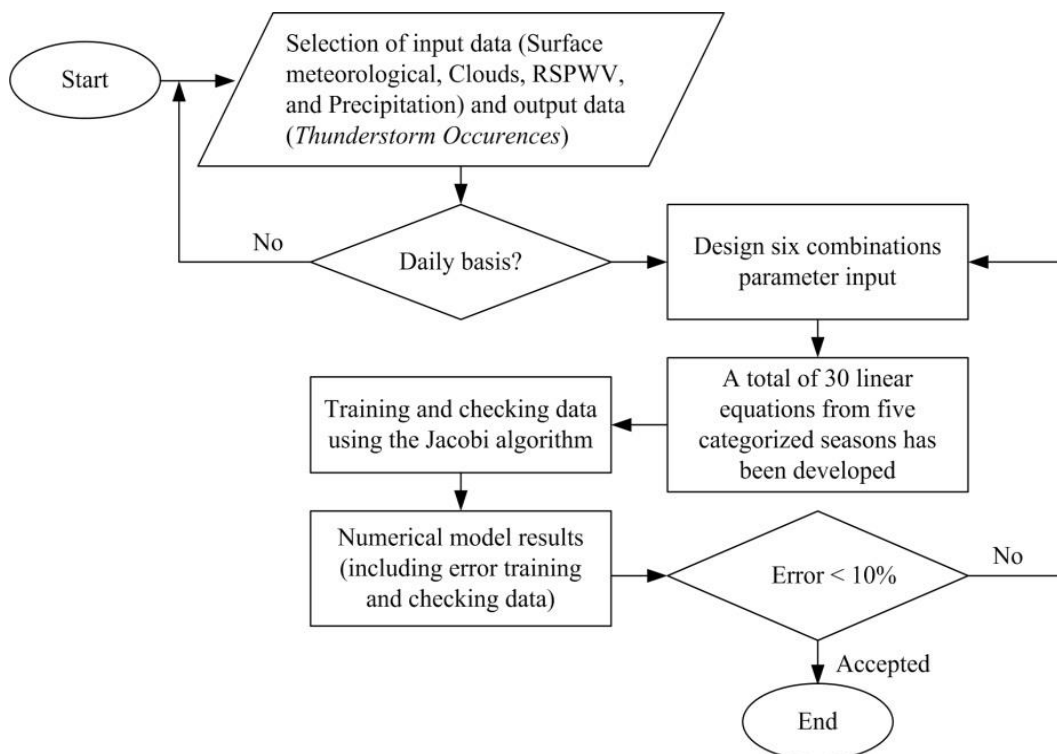 Start
Selection of input data (Surface
meteorological, Clouds, RSPWV,
and Precipitation) and output data
(Thunderstorm Occurences)
No
Daily basis?
Design six combinations
parameter input
A total of 30 linear
equations from five
categorized seasons has
been developed
Training and checking data
using the Jacobi algorithm
Numerical model results
(including error training
and checking data)
Error < 10%
No
Accepted
End